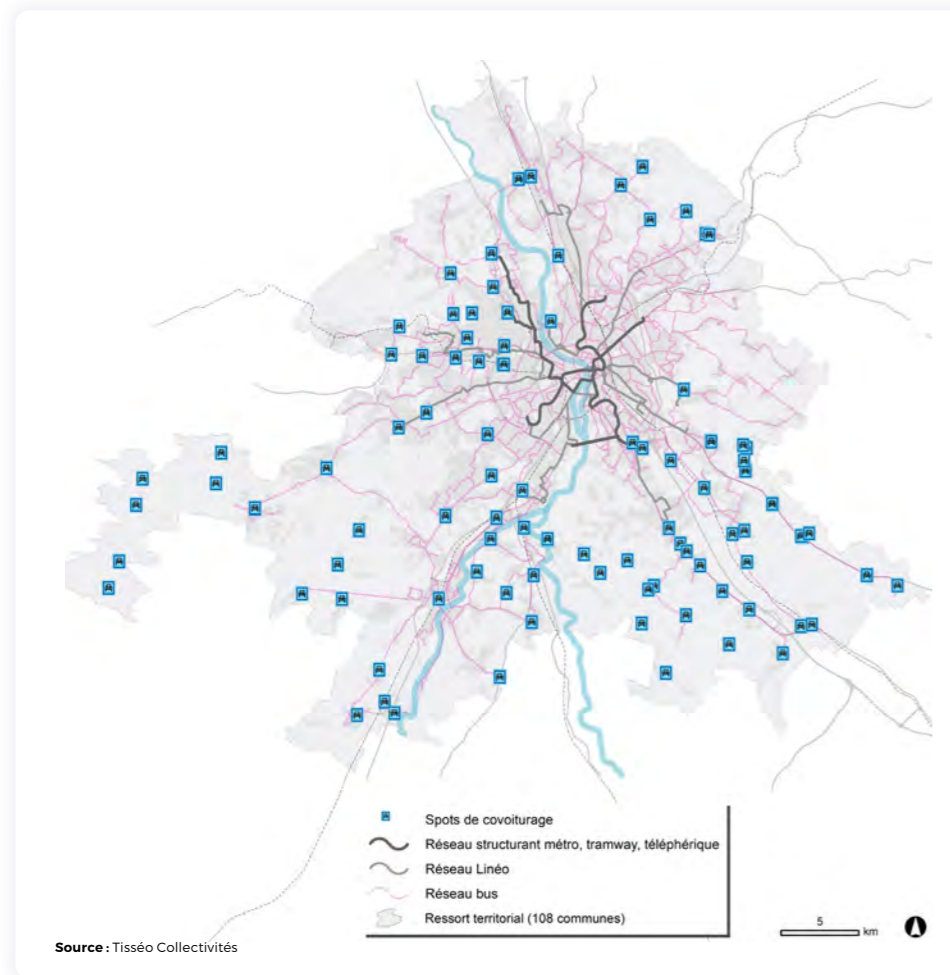 Spots de covoiturage
Réseau structurant métro, tramway, téléphérique
Réseau Linéo
Réseau bus
Ressort territorial (108 communes)
5
km
Source : Tisséo Collectivités